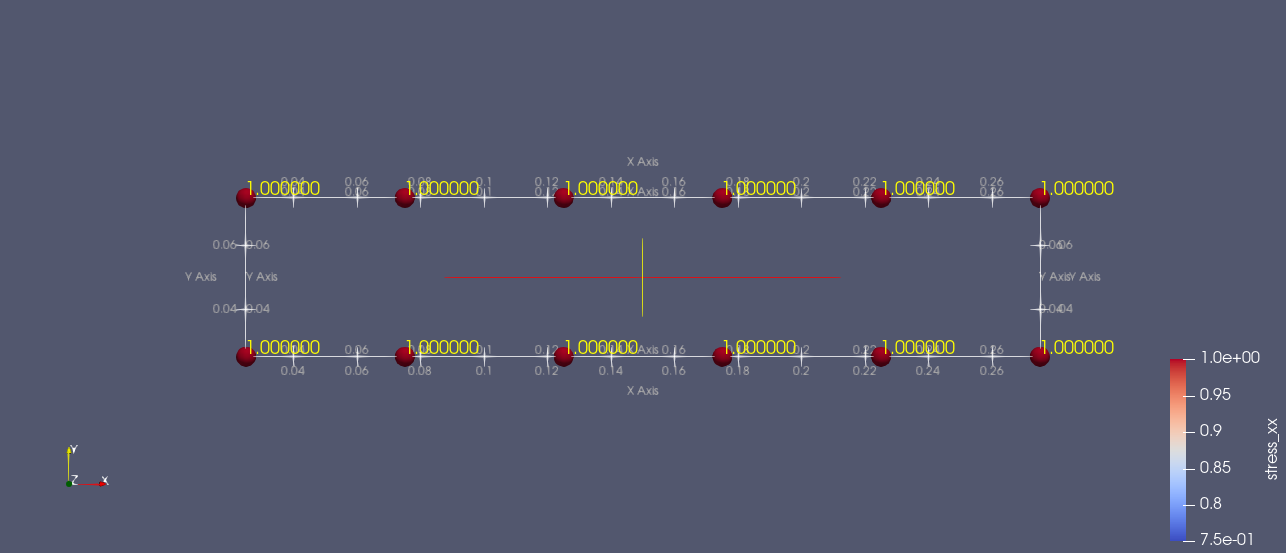 X Axis
0.04 0.06 0.08 0.1 0.12 0.14 0.16 0.18 0.2 0.22 0.24 0.26
1.000000 1.000000 1.000000 1.000000 1.000000 1.000000
0.06 0.1 0.12 X Axis 0.16 0.2 0.22 0.26
0.06 0.06 0.06 0.06
Y Axis Y Axis Y Axis Y Axis
0.04 0.04 0.04 0.04
1.000000 1.000000 1.000000 1.000000 1.000000 1.000000
0.04 0.06 0.1 0.12 X Axis 0.16 0.2 0.22 0.26
0.04 0.06 0.08 0.1 0.12 0.14 0.16 0.18 0.2 0.22 0.24 0.26
X Axis
1.0e+00
0.95
0.9
0.85
0.8
7.5e-01
stress_xx
Y
Z X